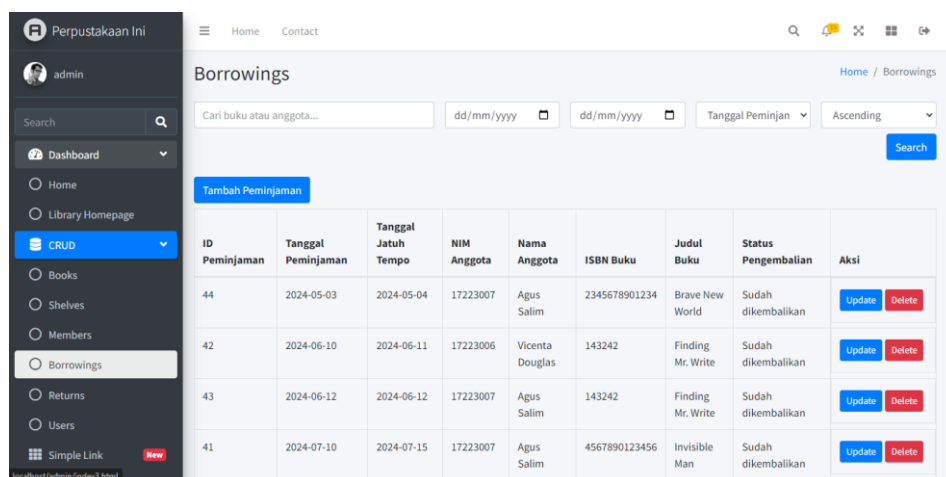 Perpustakaan Ini
Home Contact
admin
Borrowings
Home / Borrowings
Search
Cari buku atau anggota...
dd/mm/yyyy
dd/mm/yyyy
Tanggal Peminjan
Ascending
Search
Dashboard
Home
Library Homepage
CRUD
Books
Shelves
Members
Borrowings
Returns
Users
Simple Link New
localhost/admin/index2.html
Tambah Peminjaman
ID Peminjaman
Tanggal Peminjaman
Tanggal Jatuh Tempo
NIM Anggota
Nama Anggota
ISBN Buku
Judul Buku
Status Pengembalian
Aksi
44 2024-05-03 2024-05-04 17223007 Agus Salim 2345678901234 Brave New World Sudah dikembalikan Update Delete
42 2024-06-10 2024-06-11 17223006 Vicenta Douglas 143242 Finding Mr. Write Sudah dikembalikan Update Delete
43 2024-06-12 2024-06-12 17223007 Agus Salim 143242 Finding Mr. Write Sudah dikembalikan Update Delete
41 2024-07-10 2024-07-15 17223007 Agus Salim 4567890123456 Invisible Man Sudah dikembalikan Update Delete